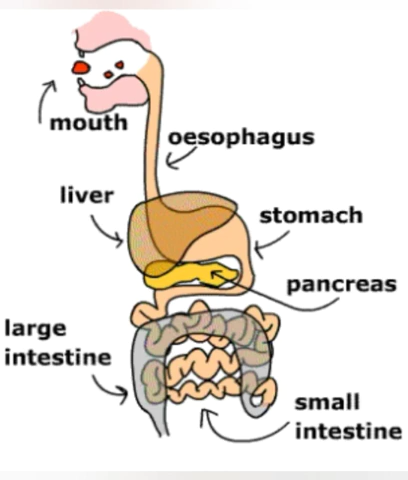 mouth
oesophagus
liver
stomach
pancreas
large
intestine
small
intestine